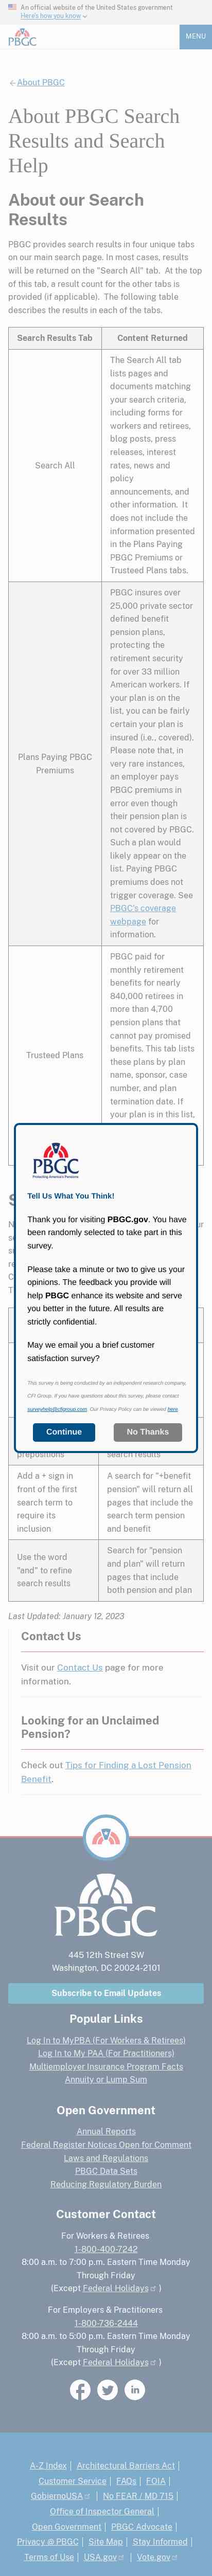 An official website of the United States government
Here's how you know
PBGC
MENU
About PBGC
About PBGC Search
Results and Search
Help
About our Search
Results
PBGC provides search results in four unique tabs
on our main search page. In most cases, results
will be returned on the "Search All" tab. At the top
of this tab, a result count for the other tabs is
provided (if applicable). The following table
describes the results in each of the tabs.
Search Results Tab
Content Returned
Search All
The Search All tab
lists pages and
documents matching
your search criteria,
including forms for
workers and retirees,
blog posts, press
releases, interest
rates, news and
policy
announcements, and
other information. It
does not include the
information presented
in the Plans Paying
PBGC Premiums or
Trusteed Plans tabs.
Plans Paying PBGC
Premiums
PBGC insures over
25,000 private sector
defined benefit
pension plans,
protecting the
retirement security
for over 33 million
American workers. If
your plan is on the
list, you can be fairly
certain your plan is
insured (i.e., covered).
Please note that, in
very rare instances,
an employer pays
PBGC premiums in
error even though
their pension plan is
not covered by PBGC.
Such a plan would
likely appear on the
list. Paying PBGC
premiums does not
trigger coverage. See
PBGC's coverage
webpage for
information.
Trusteed Plans
PBGC paid for
monthly retirement
benefits for nearly
840,000 retirees in
more than 4,700
pension plans that
cannot pay promised
benefits. This tab lists
these plans by plan
name, sponsor, case
number, and plan
termination date. If
your plan is in this list,
PBGC
Protecting America's Pensions
Tell Us What You Think!
Thank you for visiting PBGC.gov. You have
been randomly selected to take part in this
survey.
Please take a minute or two to give us your
opinions. The feedback you provide will
help PBGC enhance its website and serve
you better in the future. All results are
strictly confidential.
May we email you a brief customer
satisfaction survey?
This survey is being conducted by an independent research company,
CFI Group. If you have questions about this survey, please contact
surveyhelp@cfigroup.com. Our Privacy Policy can be viewed here.
Continue
No Thanks
prepositions
search results
Add a + sign in
front of the first
search term to
require its
inclusion
A search for "+benefit
pension" will return all
pages that include the
search term pension
and benefit
Use the word
"and" to refine
search results
Search for "pension
and plan" will return
pages that include
both pension and plan
Last Updated: January 12, 2023
Contact Us
Visit our Contact Us page for more
information.
Looking for an Unclaimed
Pension?
Check out Tips for Finding a Lost Pension
Benefit.
PBGC
445 12th Street SW
Washington, DC 20024-2101
Subscribe to Email Updates
Popular Links
Log In to MyPBA (For Workers & Retirees)
Log In to My PAA (For Practitioners)
Multiemployer Insurance Program Facts
Annuity or Lump Sum
Open Government
Annual Reports
Federal Register Notices Open for Comment
Laws and Regulations
PBGC Data Sets
Reducing Regulatory Burden
Customer Contact
For Workers & Retirees
1-800-400-7242
8:00 a.m. to 7:00 p.m. Eastern Time Monday
Through Friday
(Except Federal Holidays )
For Employers & Practitioners
1-800-736-2444
8:00 a.m. to 5:00 p.m. Eastern Time Monday
Through Friday
(Except Federal Holidays )
A-Z Index | Architectural Barriers Act |
Customer Service | FAQs | FOIA |
GobiernoUSA | No FEAR / MD 715 |
Office of Inspector General |
Open Government | PBGC Advocate |
Privacy @ PBGC | Site Map | Stay Informed |
Terms of Use | USA.gov | Vote.gov